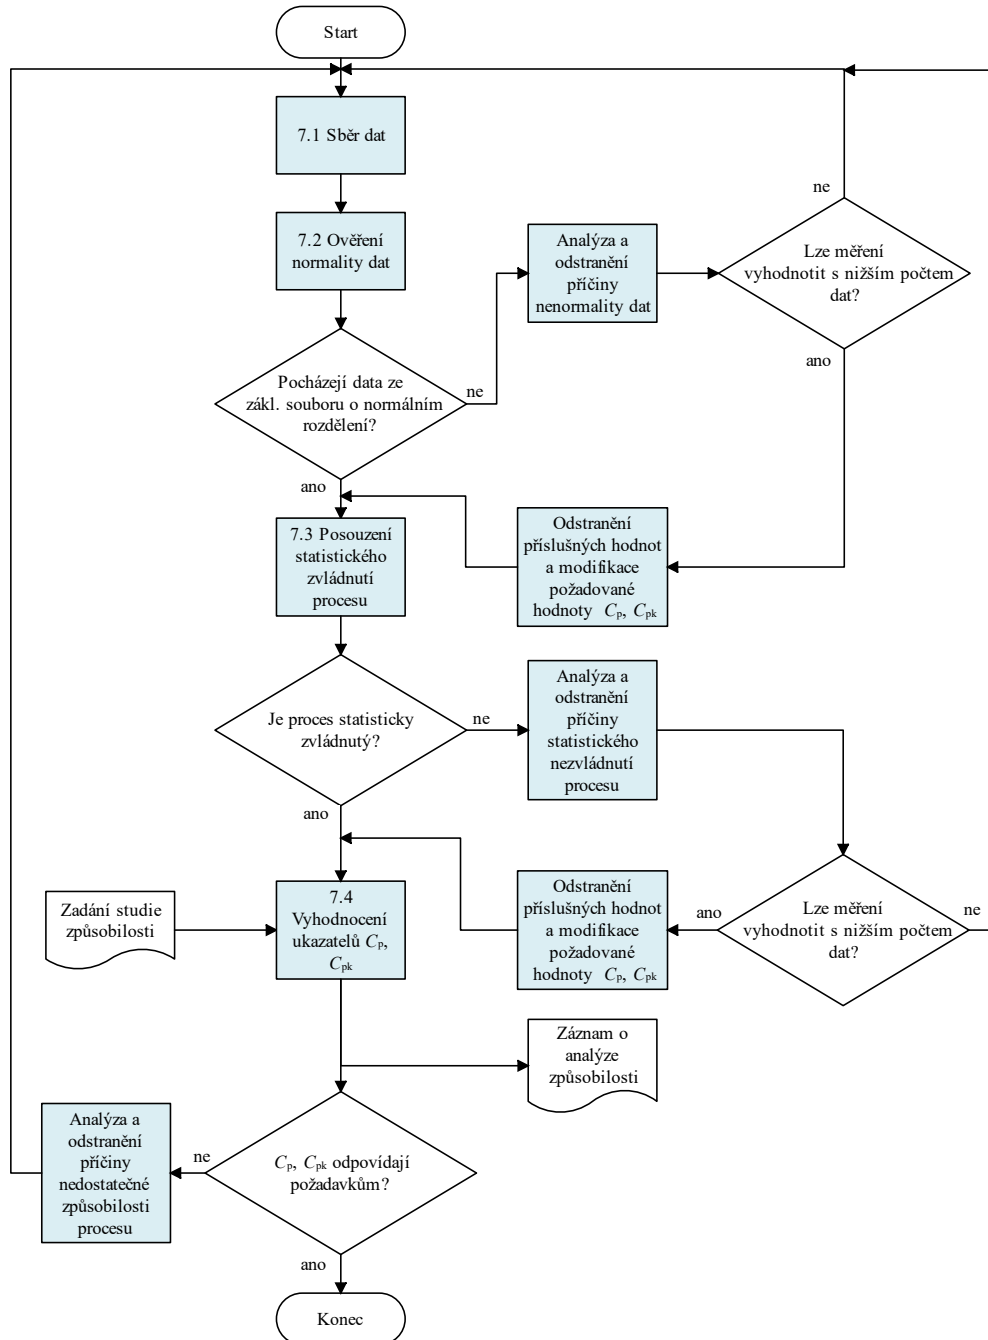 Start
7.1 Sběr dat
ne
7.2 Ověření
normality dat
Analýza a
odstranění
příčiny
nenormality dat
Lze měření
vyhodnotit s nižším počtem
dat?
ano
Pocházejí data ze
zákl. souboru o normálním
rozdělení?
ne
ano
7.3 Posouzení
statistického
zvládnutí
procesu
Odstranění
příslušných hodnot
a modifikace
požadované
hodnoty Cp, Cpk
Je proces statisticky
zvládnutý?
ne
Analýza a
odstranění
příčiny
statistického
nezvládnutí
procesu
ano
Zadání studie
způsobilosti
7.4
Vyhodnocení
ukazatelů Cp,
Cpk
Odstranění
příslušných hodnot
a modifikace
požadované
hodnoty Cp, Cpk
ano
Lze měření
vyhodnotit s nižším počtem
dat?
ne
Záznam o
analýze
způsobilosti
Analýza a
odstranění
příčiny
nedostatečné
způsobilosti
procesu
ne
Cp, Cpk odpovídají
požadavkům?
ano
Konec